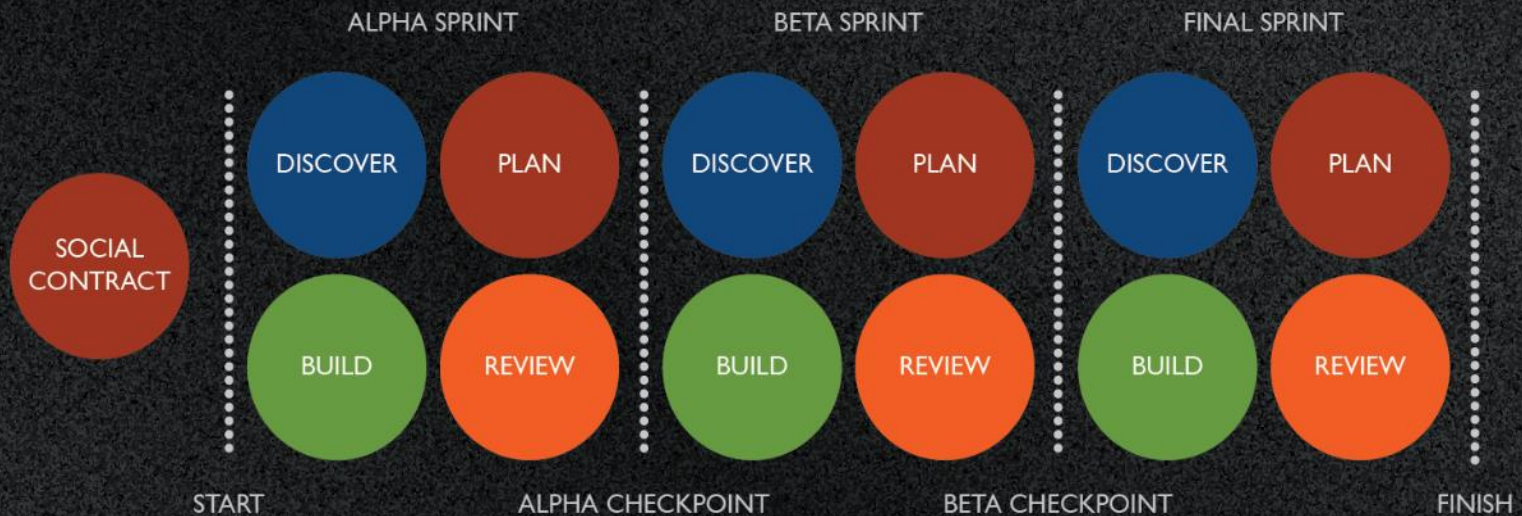 ALPHA SPRINT
BETA SPRINT
FINAL SPRINT
SOCIAL
CONTRACT
DISCOVER
PLAN
BUILD
REVIEW
DISCOVER
PLAN
BUILD
REVIEW
DISCOVER
PLAN
BUILD
REVIEW
START
ALPHA CHECKPOINT
BETA CHECKPOINT
FINISH